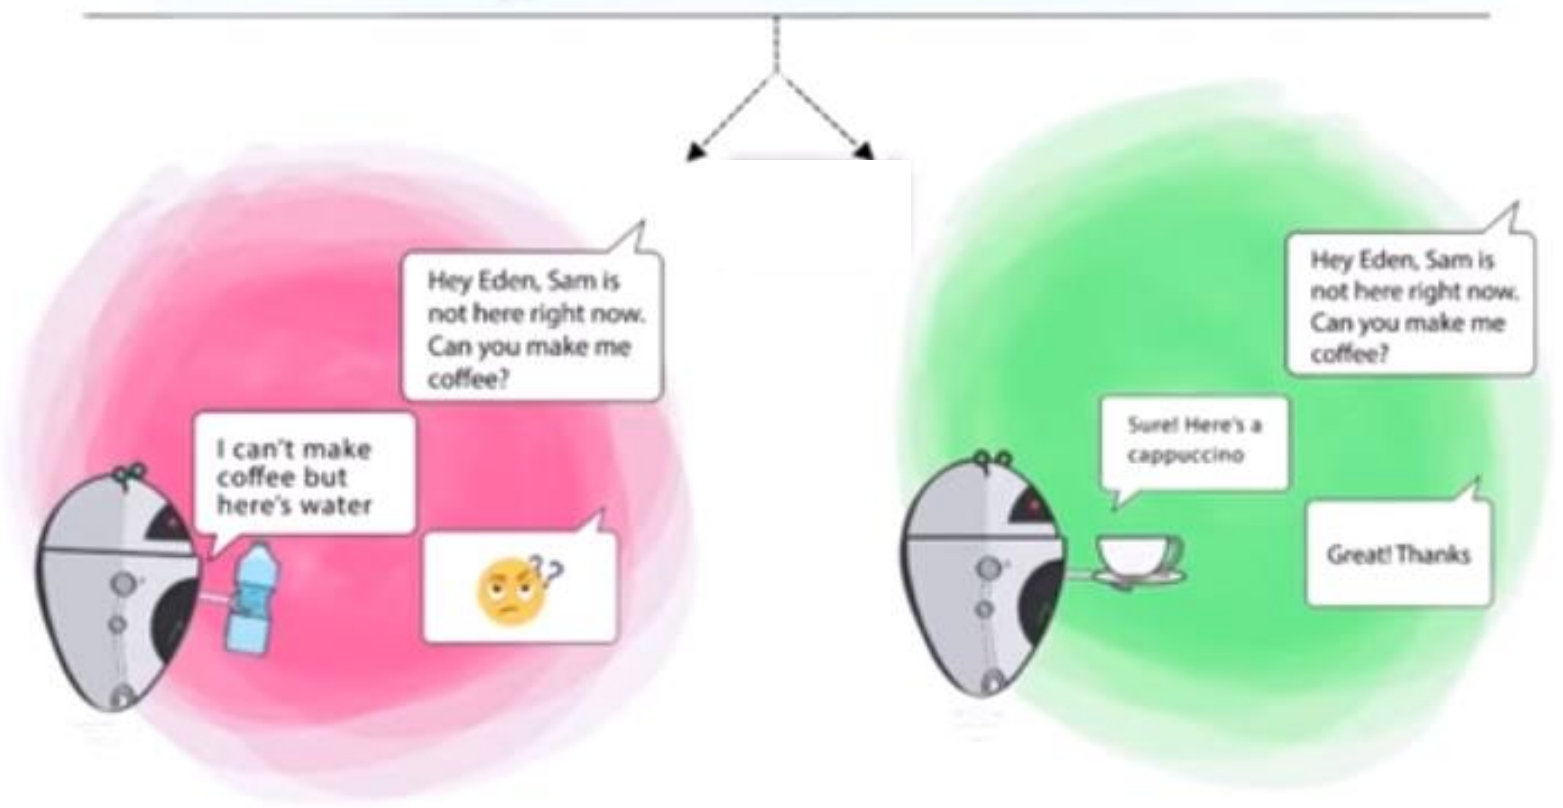 Hey Eden, Sam is
not here right now.
Can you make me
coffee?
I can't make
coffee but
here's water
??
Hey Eden, Sam is
not here right now.
Can you make me
coffee?
Sure! Here's a
cappuccino
Great! Thanks